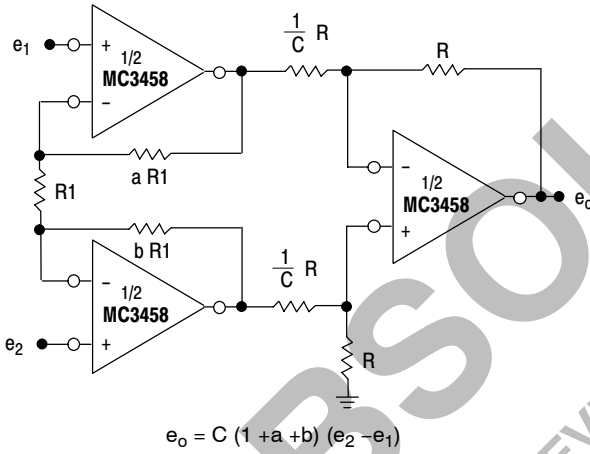 1/C R
R
e1
+
1/2
MC3458
−
a R1
R1
−
1/2
MC3458
+
eo
b R1
1/C R
−
1/2
MC3458
+
e2
R
eo = C (1 +a +b) (e2 −e1)